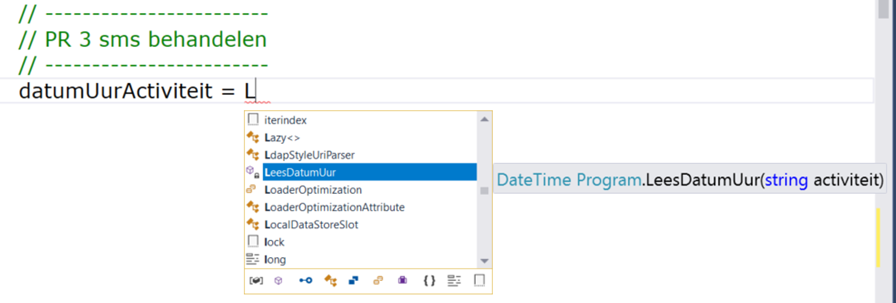 // ------------------------
// PR 3 sms behandelen
// ------------------------
datumUurActiviteit = L
iterindex
Lazy<>
LdapStyleUriParser
LeesDatumUur
DateTime Program.LeesDatumUur(string activiteit)
LoaderOptimization
LoaderOptimizationAttribute
LocalDataStoreSlot
lock
long
{ }